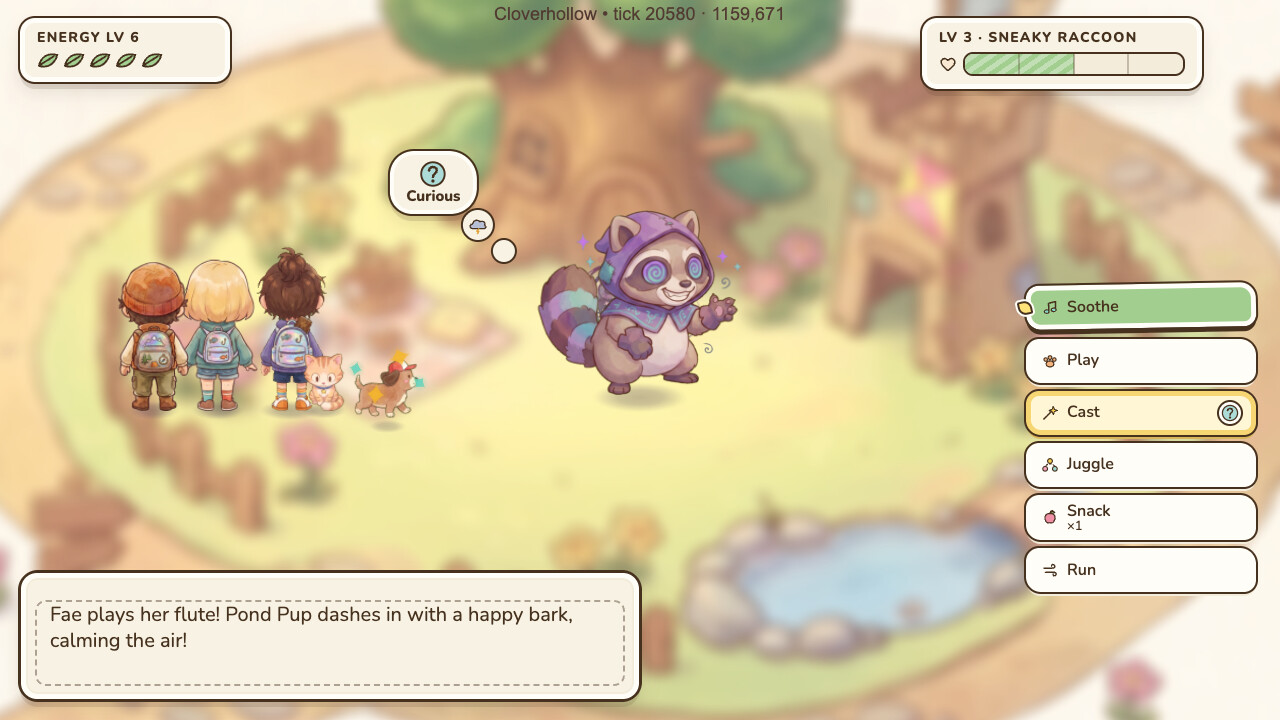 Cloverhollow • tick 20580 · 1159,671
ENERGY LV 6
LV 3 · SNEAKY RACCOON
?
Curious
Soothe
Play
Cast
?
Juggle
Snack
×1
Run
Fae plays her flute! Pond Pup dashes in with a happy bark,
calming the air!